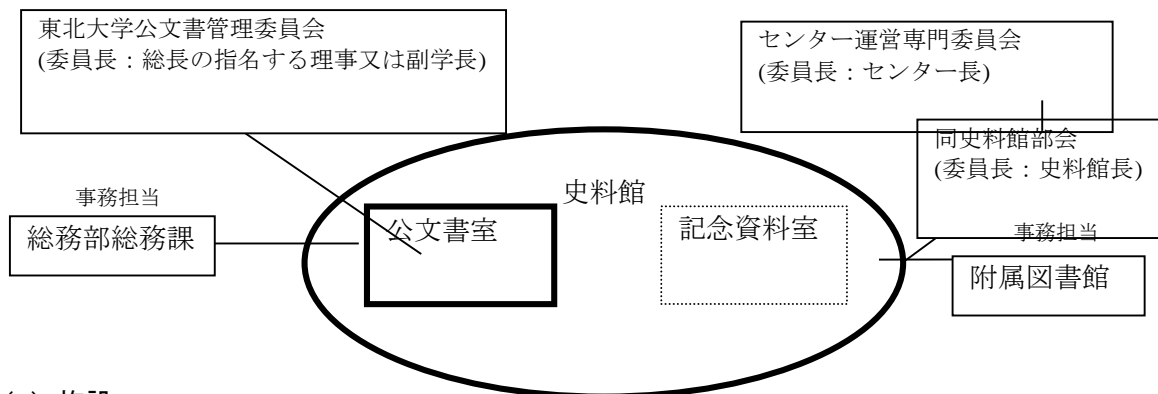 東北大学公文書管理委員会
(委員長：総長の指名する理事又は副学長)
センター運営専門委員会
(委員長：センター長)
同史料館部会
(委員長：史料館長)
事務担当
総務部総務課
史料館
公文書室
記念資料室
事務担当
附属図書館